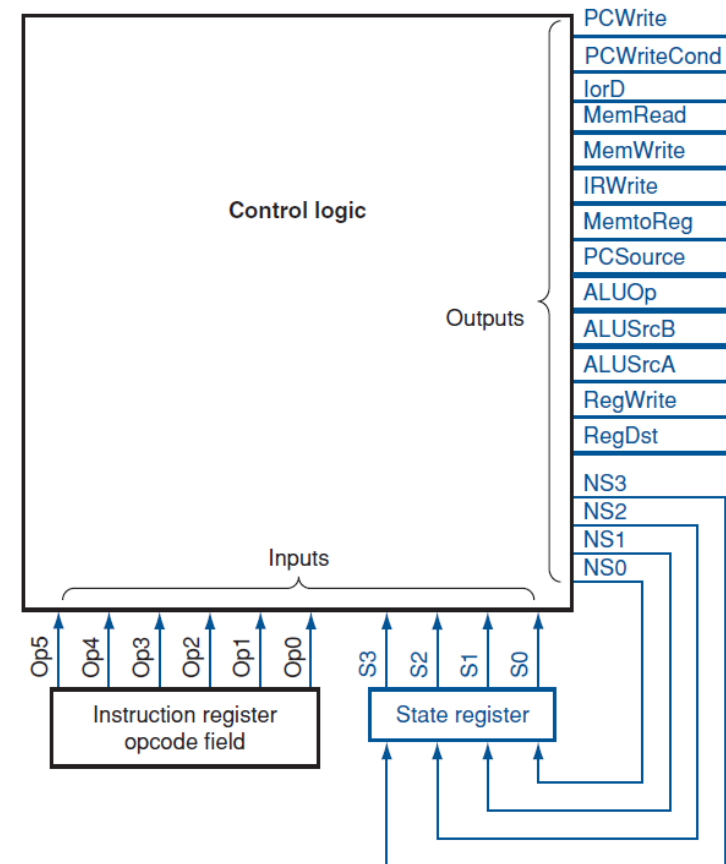 PCWrite
PCWriteCond
IorD
MemRead
MemWrite
IRWrite
MemtoReg
PCSource
ALUOp
ALUSrcB
ALUSrcA
RegWrite
RegDst
NS3
NS2
NS1
NS0
Control logic
Outputs
Inputs
Op5
Op4
Op3
Op2
Op1
Op0
S3
S2
S1
S0
Instruction register
opcode field
State register